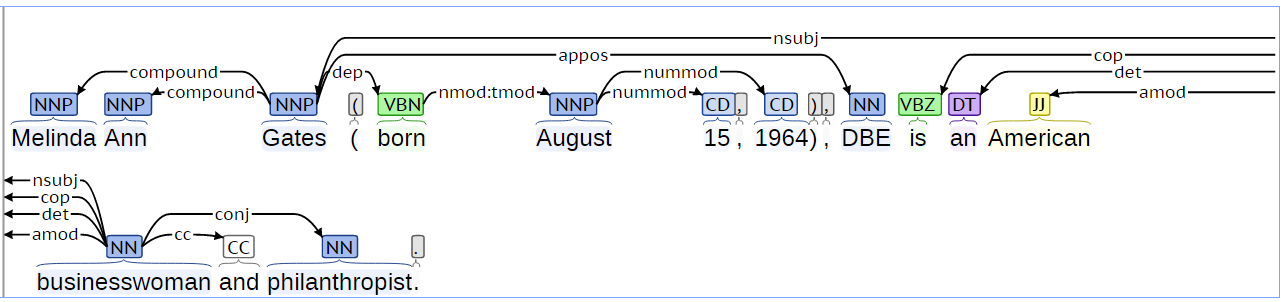 nsubj
appos cop
compound dep nummod det
compound nmod:tmod nummod amod
NNP NNP NNP ( VBN NNP CD , CD ) , NN VBZ DT JJ
Melinda Ann Gates ( born August 15 , 1964 ) , DBE is an American
nsubj
cop
det conj
amod cc
NN CC NN .
businesswoman and philanthropist .